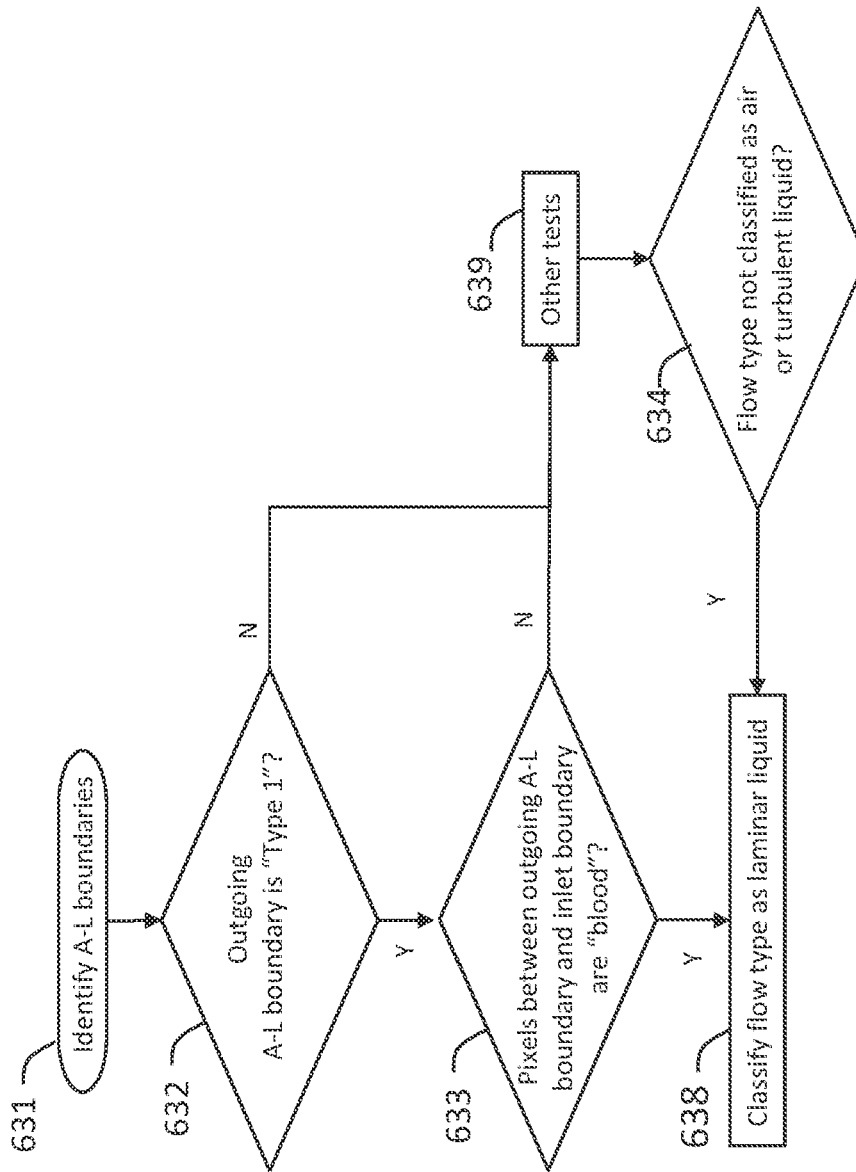 631
Identify A-L boundaries
632
Outgoing
A-L boundary is "Type 1"?
N
Y
633
Pixels between outgoing A-L
boundary and inlet boundary
are "blood"?
N
Y
638
Classify flow type as laminar liquid
639
Other tests
634
Flow type not classified as air
or turbulent liquid?
Y